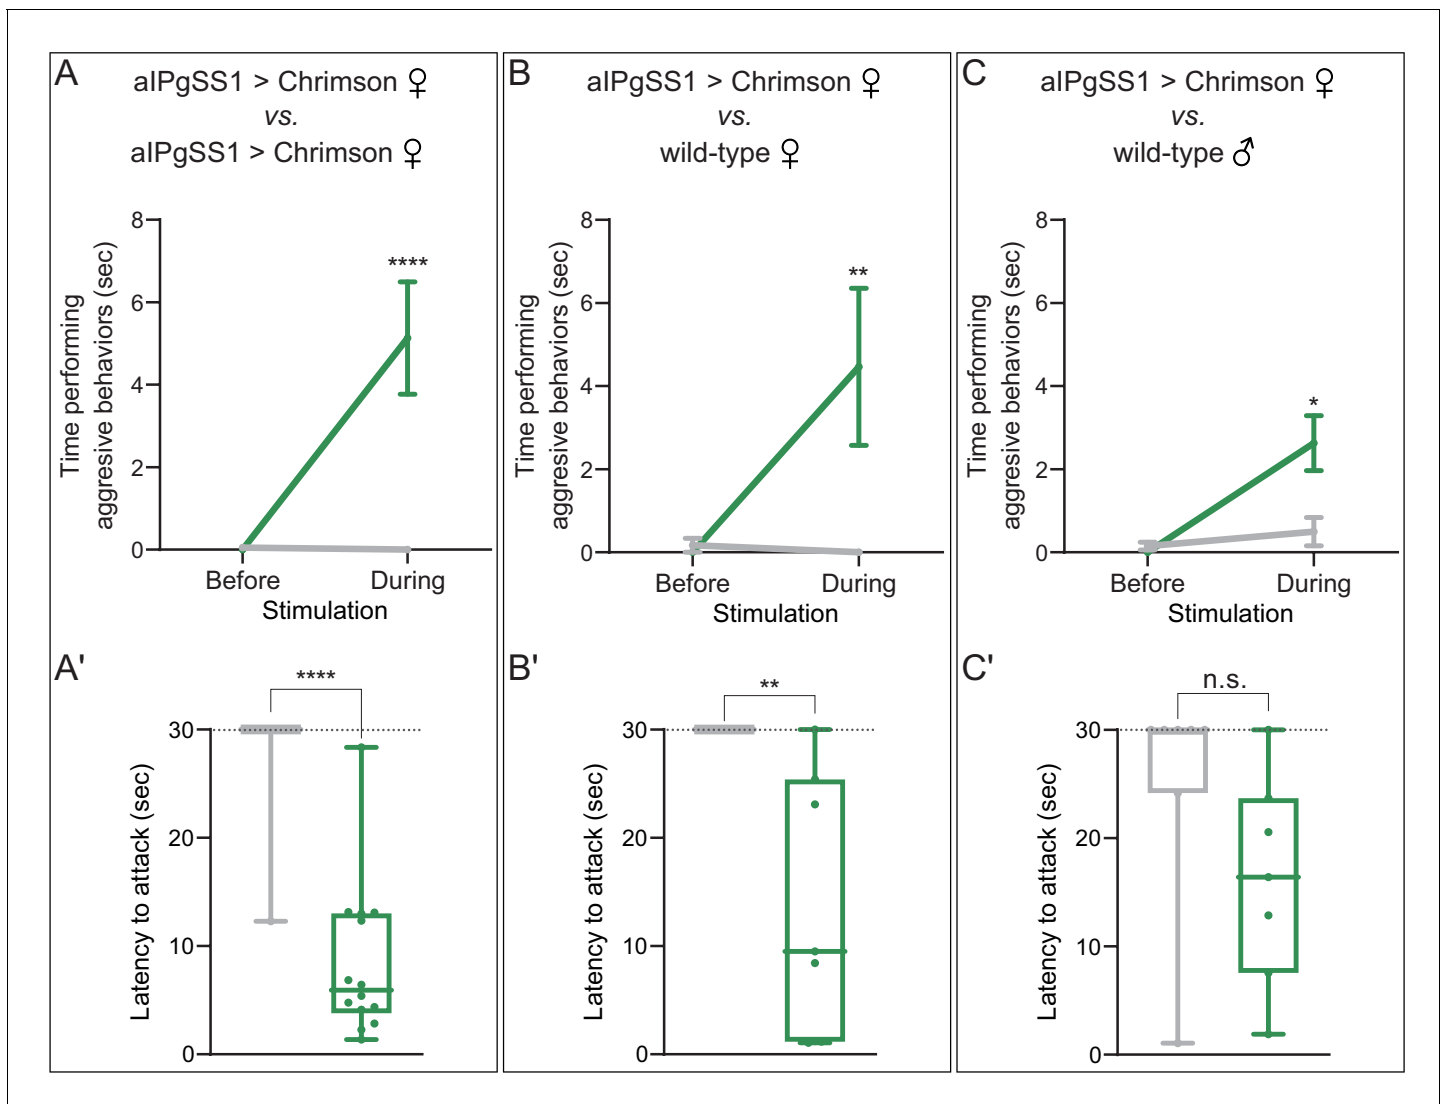 A
aIPgSS1 > Chrimson ♀
vs.
aIPgSS1 > Chrimson ♀
8
6
4
2
0
Time performing
aggresive behaviors (sec)
****
Before
During
Stimulation
B
aIPgSS1 > Chrimson ♀
vs.
wild-type ♀
8
6
4
2
0
Time performing
aggresive behaviors (sec)
**
Before
During
Stimulation
C
aIPgSS1 > Chrimson ♀
vs.
wild-type ♂
8
6
4
2
0
Time performing
aggresive behaviors (sec)
*
Before
During
Stimulation
A'
****
30
20
10
0
Latency to attack (sec)
B'
**
30
20
10
0
Latency to attack (sec)
C'
n.s.
30
20
10
0
Latency to attack (sec)